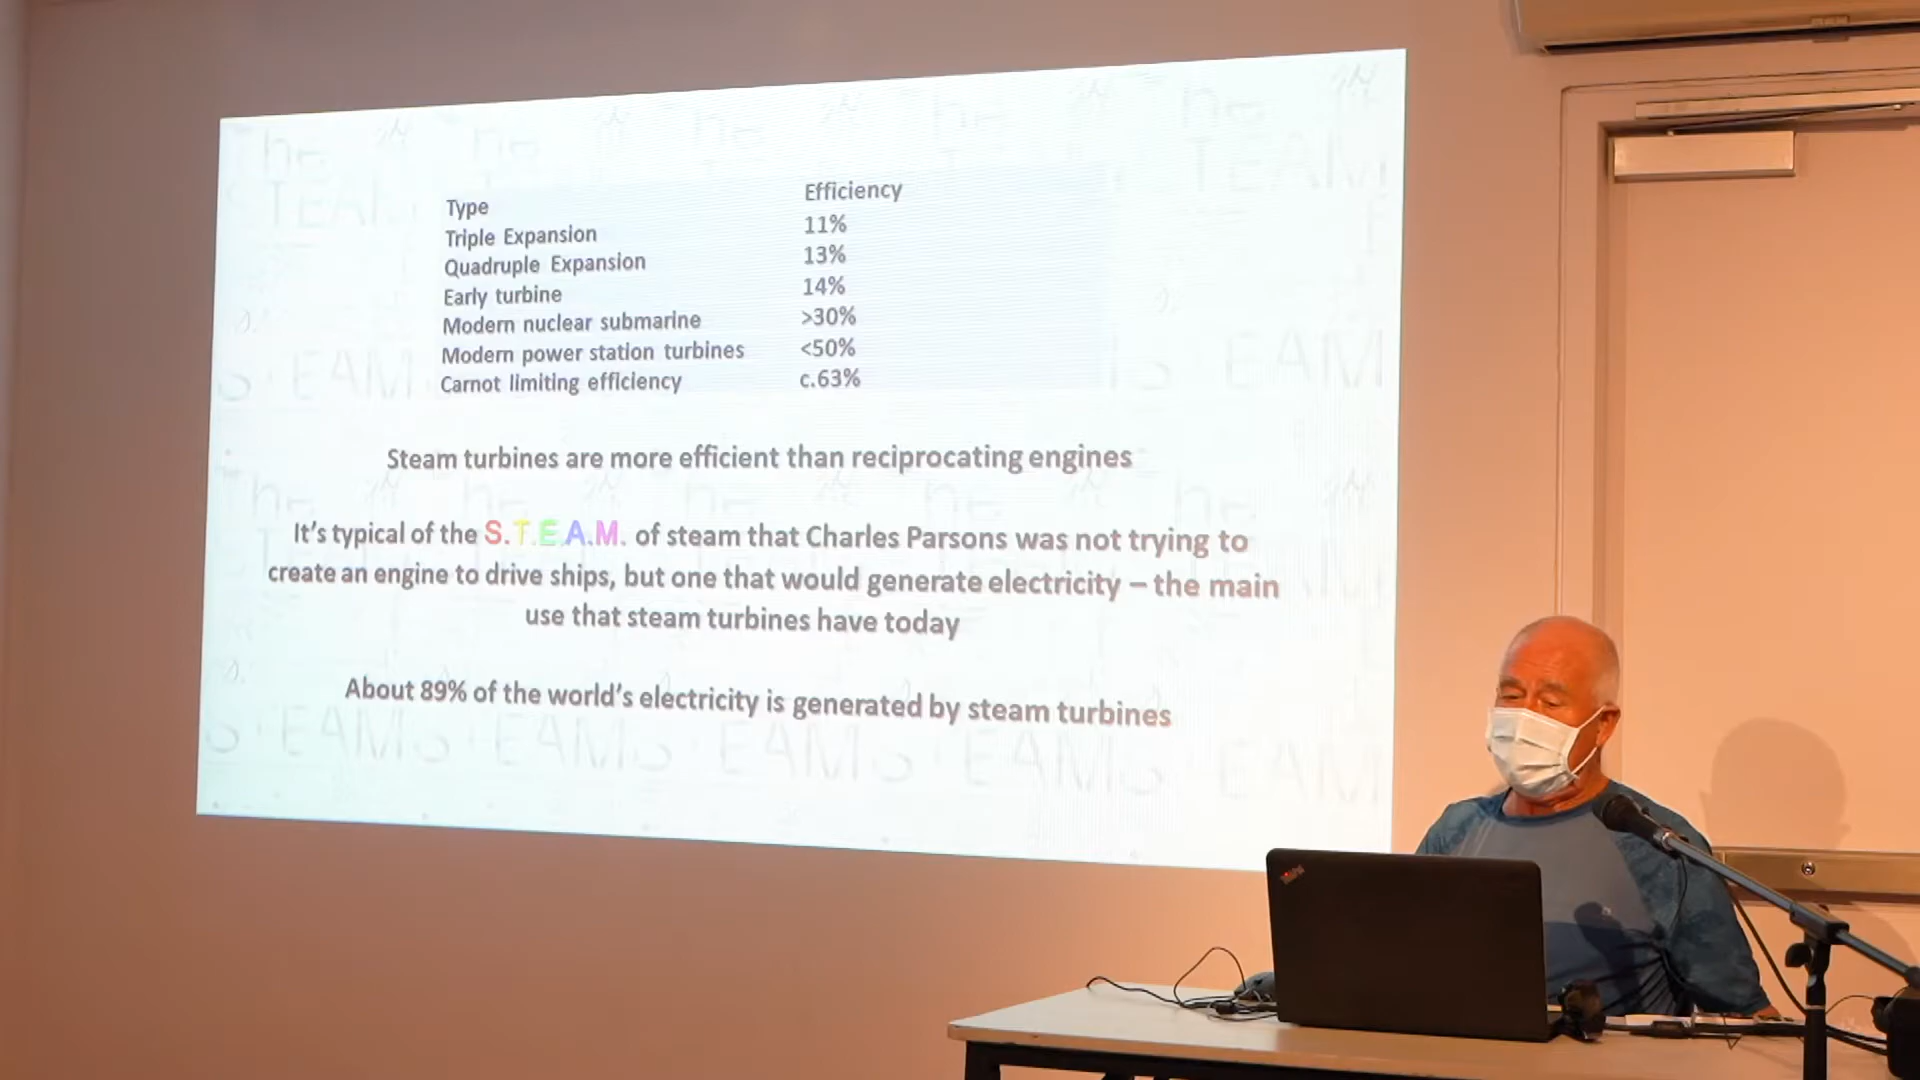 Type Efficiency
Triple Expansion 11%
Quadruple Expansion 13%
Early turbine 14%
Modern nuclear submarine >30%
Modern power station turbines <50%
Carnot limiting efficiency c.63%
Steam turbines are more efficient than reciprocating engines
It's typical of the S.T.E.A.M. of steam that Charles Parsons was not trying to
create an engine to drive ships, but one that would generate electricity – the main
use that steam turbines have today
About 89% of the world's electricity is generated by steam turbines
ThinkPad